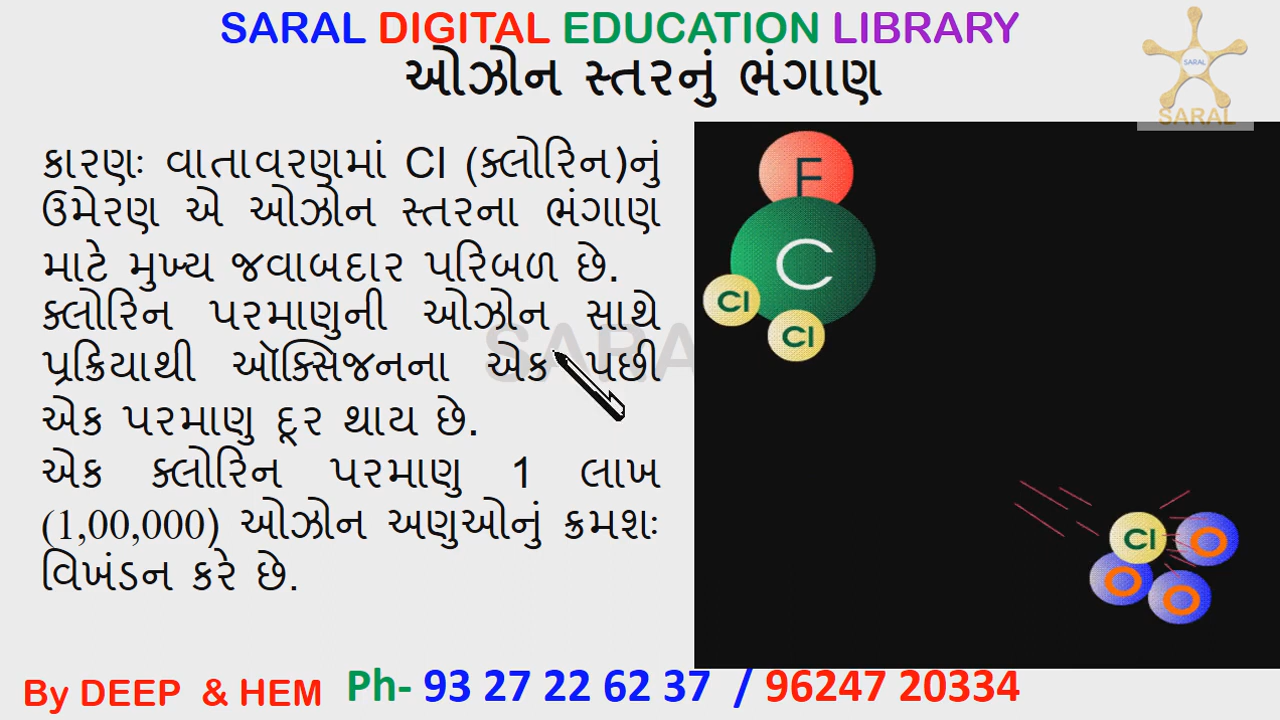 SARAL DIGITAL EDUCATION LIBRARY
ઓઝોન સ્તરનું ભંગાણ
SARAL
SARAL
કારણઃ વાતાવરણમાં Cl (ક્લોરિન)નું
ઉમેરણ એ ઓઝોન સ્તરના ભંગાણ
માટે મુખ્ય જવાબદાર પરિબળ છે.
ક્લોરિન પરમાણુની ઓઝોન સાથે
પ્રક્રિયાથી ઑક્સિજનના એક પછી
એક પરમાણુ દૂર થાય છે.
એક ક્લોરિન પરમાણુ 1 લાખ
(1,00,000) ઓઝોન અણુઓનું ક્રમશઃ
વિખંડન કરે છે.
SARA
F
C
Cl
Cl
Cl
O
O
O
By DEEP & HEM Ph- 93 27 22 62 37 / 96247 20334